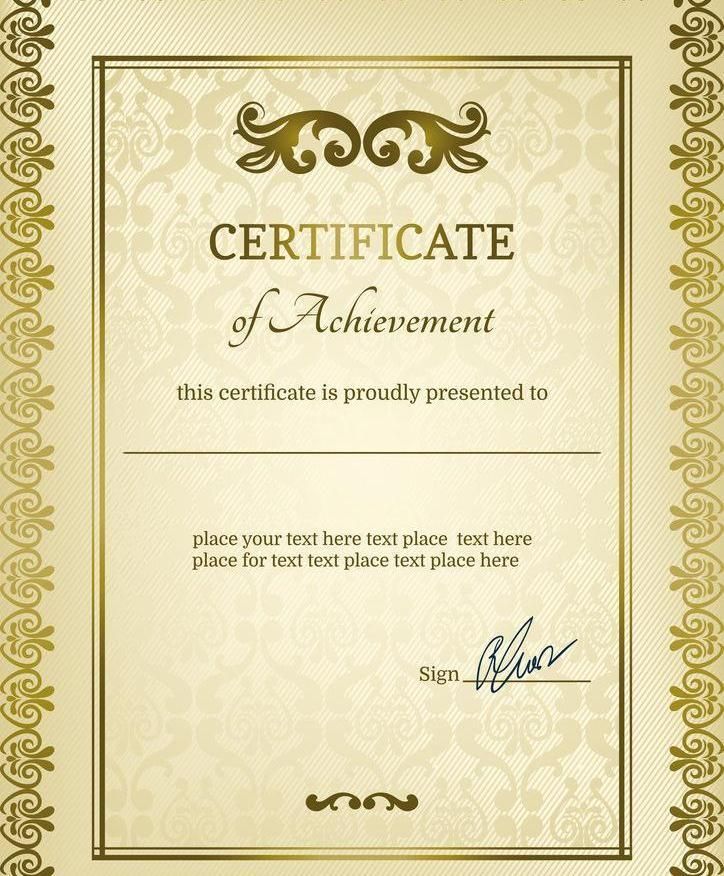 CERTIFICATE
of Achievement
this certificate is proudly presented to
place your text here text place text here
place for text text place text place here
Sign